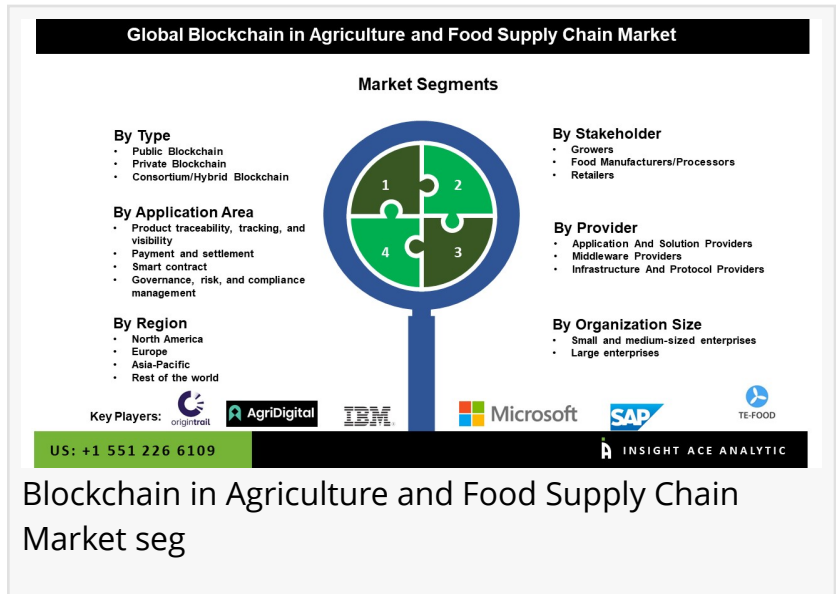 Global Blockchain in Agriculture and Food Supply Chain Market
Market Segments
By Type
• Public Blockchain
• Private Blockchain
• Consortium/Hybrid Blockchain
By Application Area
• Product traceability, tracking, and
visibility
• Payment and settlement
• Smart contract
• Governance, risk, and compliance
management
By Region
• North America
• Europe
• Asia-Pacific
• Rest of the world
1
2
4
3
By Stakeholder
• Growers
• Food Manufacturers/Processors
• Retailers
By Provider
• Application And Solution Providers
• Middleware Providers
• Infrastructure And Protocol Providers
By Organization Size
• Small and medium-sized enterprises
• Large enterprises
Key Players:
origintrail
AgriDigital
IBM.
Microsoft
SAP
TE-FOOD
US: +1 551 226 6109
INSIGHT ACE ANALYTIC
Blockchain in Agriculture and Food Supply Chain
Market seg